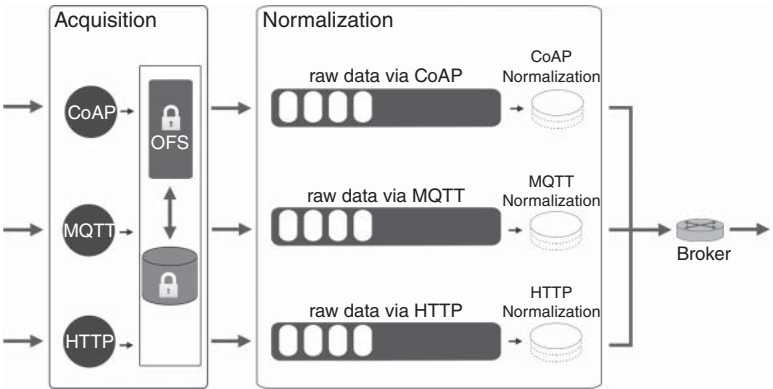 Acquisition
Normalization
CoAP
OFS
MQTT
HTTP
raw data via CoAP
CoAP
Normalization
raw data via MQTT
MQTT
Normalization
raw data via HTTP
HTTP
Normalization
Broker